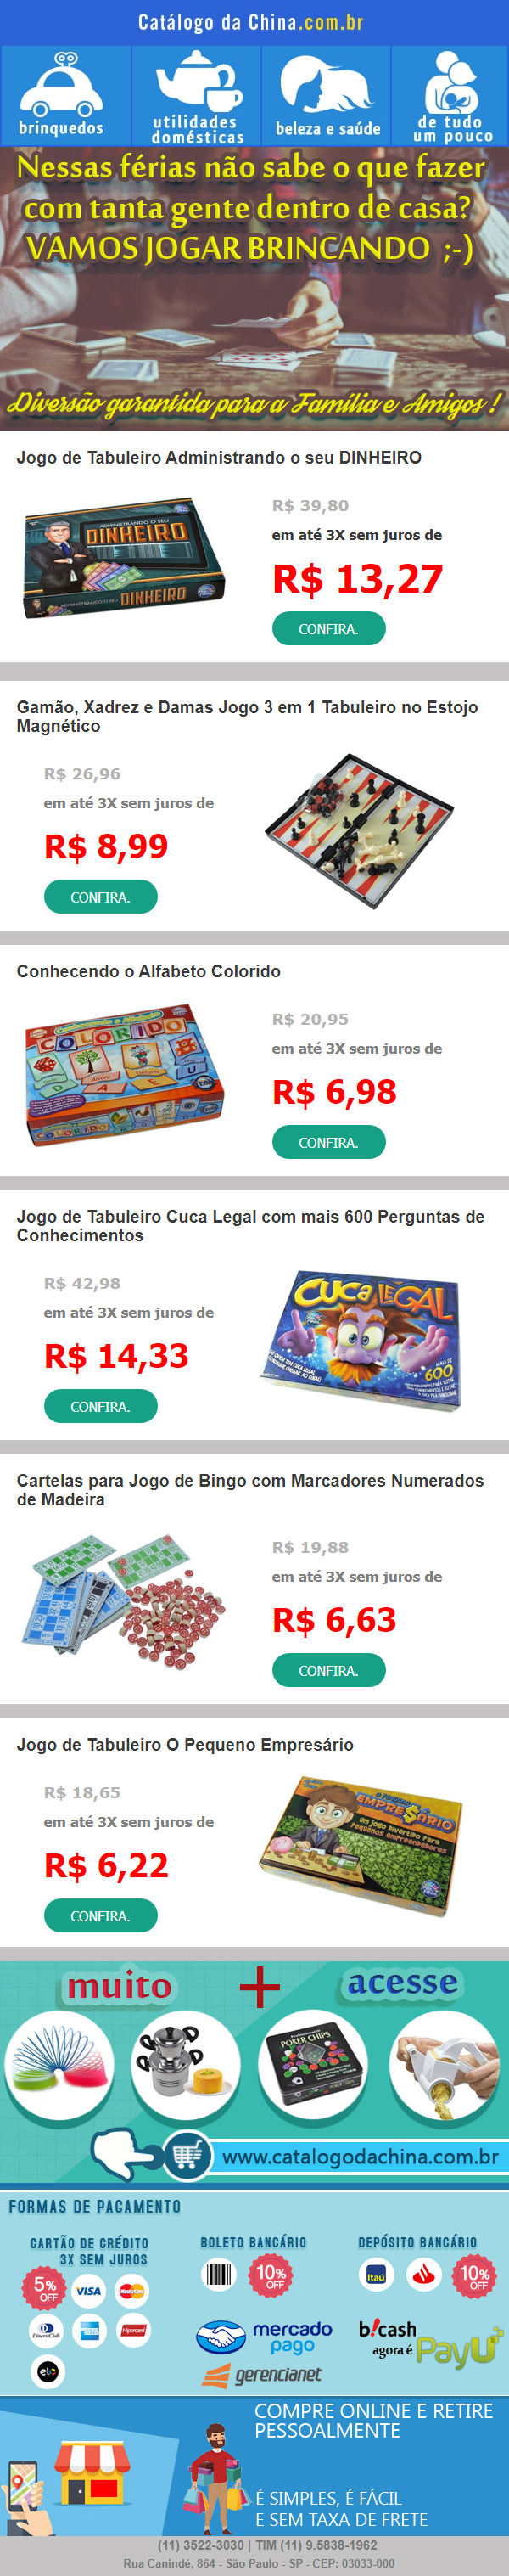 Catálogo da China.com.br
brinquedos
utilidades
domésticas
beleza e saúde
de tudo
um pouco
Nessas férias não sabe o que fazer
com tanta gente dentro de casa?
VAMOS JOGAR BRINCANDO ;-)
Diversão garantida para a Família e Amigos !
Jogo de Tabuleiro Administrando o seu DINHEIRO
ADMINISTRANDO O SEU
DINHEIRO
ADMINISTRANDO O SEU DINHEIRO
R$ 39,80
em até 3X sem juros de
R$ 13,27
CONFIRA.
Gamão, Xadrez e Damas Jogo 3 em 1 Tabuleiro no Estojo
Magnético
R$ 26,96
em até 3X sem juros de
R$ 8,99
CONFIRA.
Conhecendo o Alfabeto Colorido
COLORIDO
D
A
E
U
R$ 20,95
em até 3X sem juros de
R$ 6,98
CONFIRA.
Jogo de Tabuleiro Cuca Legal com mais 600 Perguntas de
Conhecimentos
R$ 42,98
em até 3X sem juros de
R$ 14,33
CONFIRA.
CUCA LEGAL
MAIS DE
600
Cartelas para Jogo de Bingo com Marcadores Numerados
de Madeira
R$ 19,88
em até 3X sem juros de
R$ 6,63
CONFIRA.
Jogo de Tabuleiro O Pequeno Empresário
R$ 18,65
em até 3X sem juros de
R$ 6,22
CONFIRA.
O PEQUENO
EMPRE$ÁRIO
Um jogo divertido para
Pequenos empreendedores
muito + acesse
POKER CHIPS
www.catalogodachina.com.br
FORMAS DE PAGAMENTO
CARTÃO DE CRÉDITO
3X SEM JUROS
5%
OFF
VISA
MasterCard
Diners Club
Hipercard
elo
BOLETO BANCÁRIO
10%
OFF
mercado
pago
gerencianet
DEPÓSITO BANCÁRIO
Itaú
10%
OFF
b!cash
agora é PayU
COMPRE ONLINE E RETIRE
PESSOALMENTE
É SIMPLES, É FÁCIL
E SEM TAXA DE FRETE
(11) 3522-3030 | TIM (11) 9.5838-1962
Rua Canindé, 864 - São Paulo - SP - CEP: 03033-000